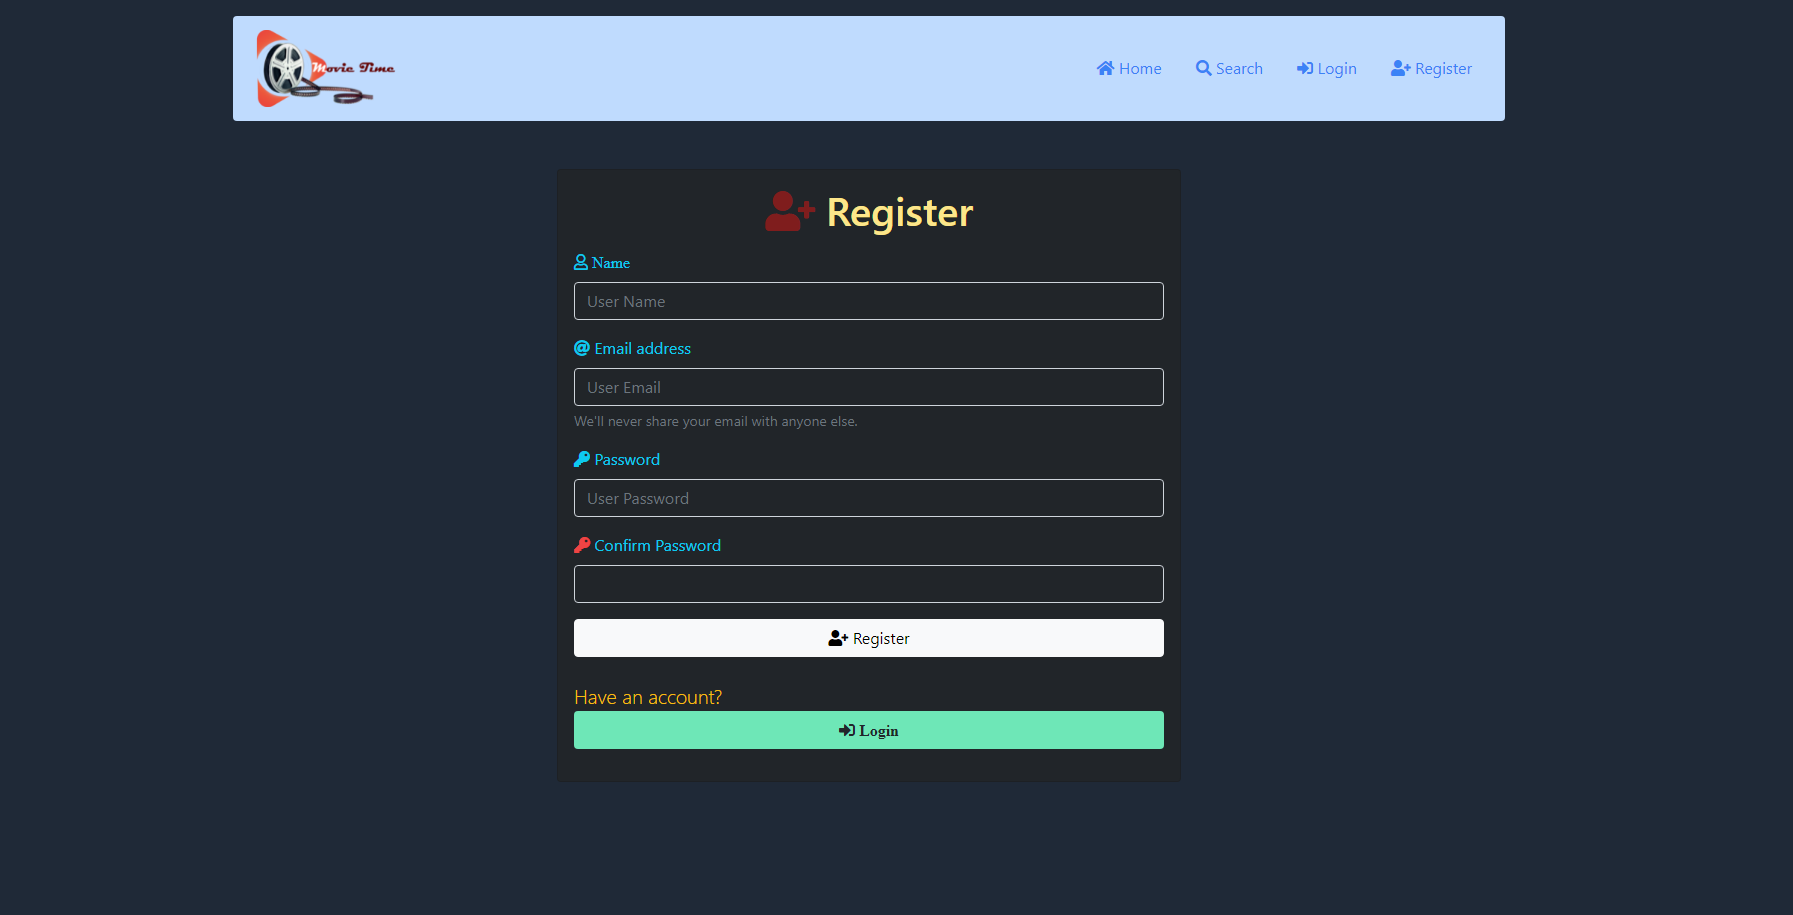 Movie Time
Home Search Login Register
Register
Name
User Name
Email address
User Email
We'll never share your email with anyone else.
Password
User Password
Confirm Password
Register
Have an account?
Login